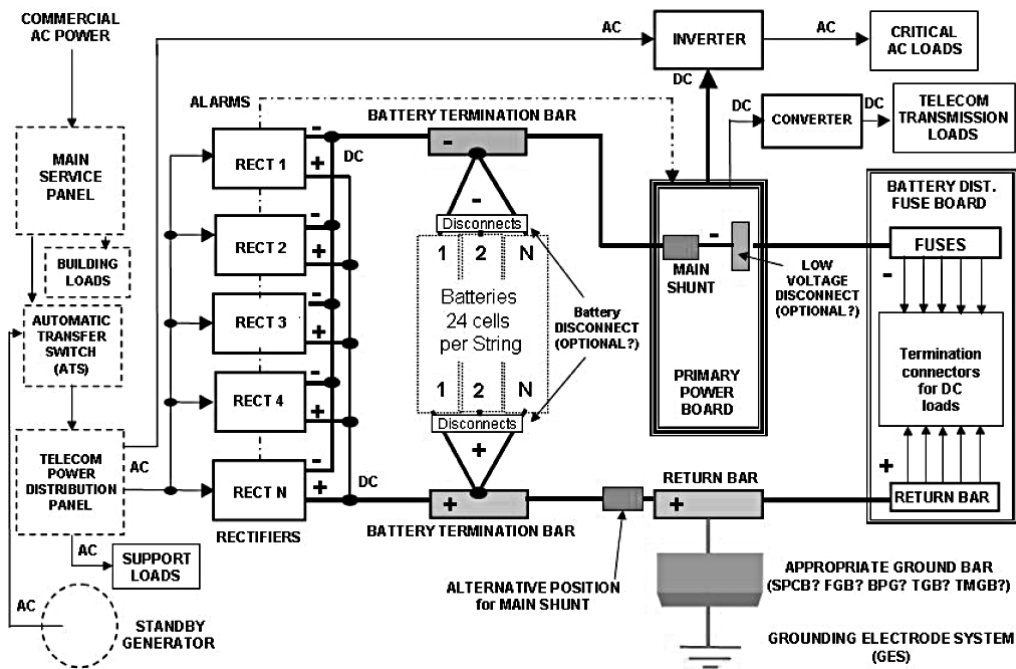 COMMERCIAL
AC POWER
MAIN
SERVICE
PANEL
BUILDING
LOADS
AUTOMATIC
TRANSFER
SWITCH
(ATS)
TELECOM
POWER
DISTRIBUTION
PANEL
AC
AC
SUPPORT
LOADS
AC
STANDBY
GENERATOR
ALARMS
RECT 1
-
+
DC
RECT 2
-
+
RECT 3
-
+
RECT 4
-
+
RECT N
-
+
DC
RECTIFIERS
BATTERY TERMINATION BAR
-
-
Disconnects
1 2 N
Batteries
24 cells
per String
1 2 N
Disconnects
+
+
BATTERY TERMINATION BAR
Battery
DISCONNECT
(OPTIONAL?)
AC
INVERTER
AC
CRITICAL
AC LOADS
DC
DC
CONVERTER
DC
TELECOM
TRANSMISSION
LOADS
-
MAIN
SHUNT
LOW
VOLTAGE
DISCONNECT
(OPTIONAL?)
PRIMARY
POWER
BOARD
BATTERY DIST.
FUSE BOARD
FUSES
-
Termination
connectors
for DC
loads
+
RETURN BAR
RETURN BAR
+
ALTERNATIVE POSITION
for MAIN SHUNT
APPROPRIATE GROUND BAR
(SPCB? FGB? BPG? TGB? TMGB?)
GROUNDING ELECTRODE SYSTEM
(GES)